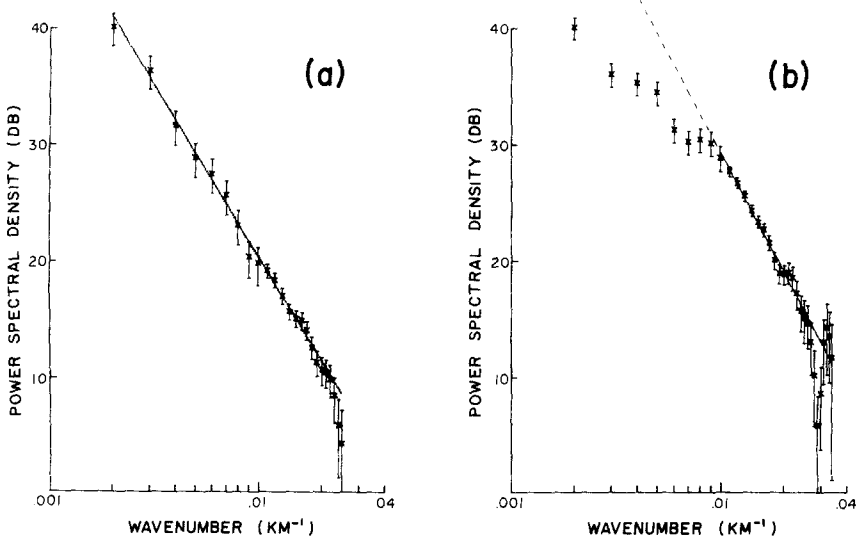 (a)
POWER SPECTRAL DENSITY (DB)
40
30
20
10
.001
.01
.04
WAVENUMBER (KM⁻¹)
(b)
POWER SPECTRAL DENSITY (DB)
40
30
20
10
.001
.01
.04
WAVENUMBER (KM⁻¹)